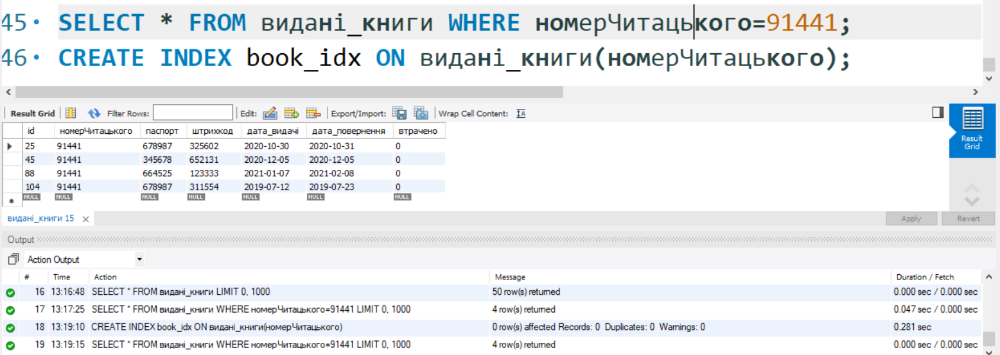 45 SELECT * FROM видані_книги WHERE номерЧитацького=91441;
46 CREATE INDEX book_idx ON видані_книги(номерЧитацького);
Result Grid Filter Rows: Edit: Export/Import: Wrap Cell Content:
id номерЧитацького паспорт штрихкод дата_видачі дата_повернення втрачено
25 91441 678987 325602 2020-10-30 2020-10-31 0
45 91441 345678 652131 2020-12-05 2020-12-05 0
88 91441 664525 123333 2021-01-07 2021-02-08 0
104 91441 678987 311554 2019-07-12 2019-07-23 0
NULL NULL NULL NULL NULL NULL NULL
Result
Grid
видані_книги 15 Apply Revert
Output
Action Output
# Time Action Message Duration / Fetch
16 13:16:48 SELECT * FROM видані_книги LIMIT 0, 1000 50 row(s) returned 0.000 sec / 0.000 sec
17 13:17:25 SELECT * FROM видані_книги WHERE номерЧитацького=91441 LIMIT 0, 1000 4 row(s) returned 0.047 sec / 0.000 sec
18 13:19:10 CREATE INDEX book_idx ON видані_книги(номерЧитацького) 0 row(s) affected Records: 0 Duplicates: 0 Warnings: 0 0.281 sec
19 13:19:15 SELECT * FROM видані_книги WHERE номерЧитацького=91441 LIMIT 0, 1000 4 row(s) returned 0.000 sec / 0.000 sec